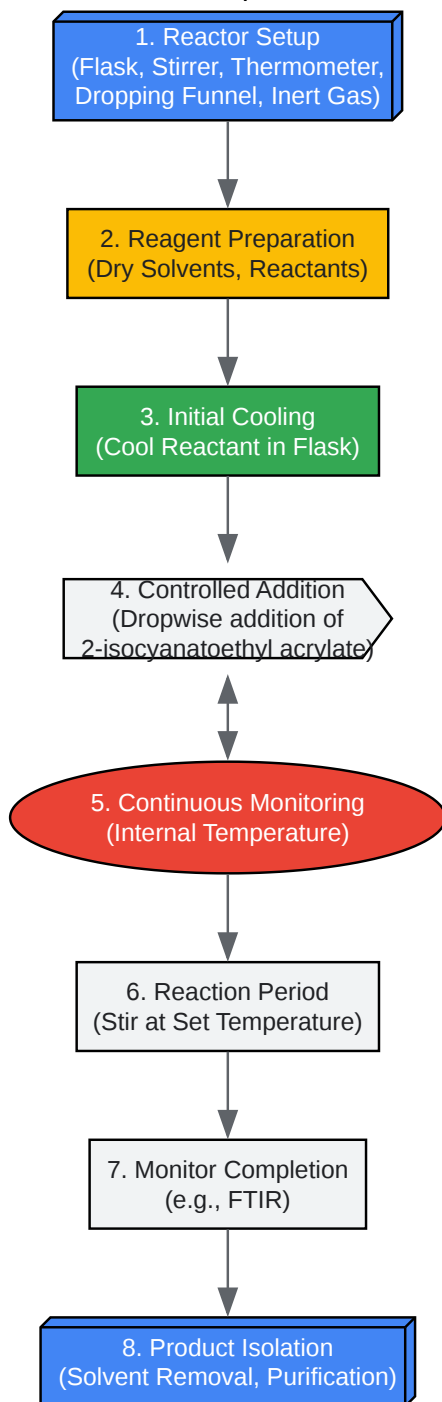 1. Reactor Setup
(Flask, Stirrer, Thermometer,
Dropping Funnel, Inert Gas)
2. Reagent Preparation
(Dry Solvents, Reactants)
3. Initial Cooling
(Cool Reactant in Flask)
4. Controlled Addition
(Dropwise addition of
2-isocyanatoethyl acrylate)
5. Continuous Monitoring
(Internal Temperature)
6. Reaction Period
(Stir at Set Temperature)
7. Monitor Completion
(e.g., FTIR)
8. Product Isolation
(Solvent Removal, Purification)